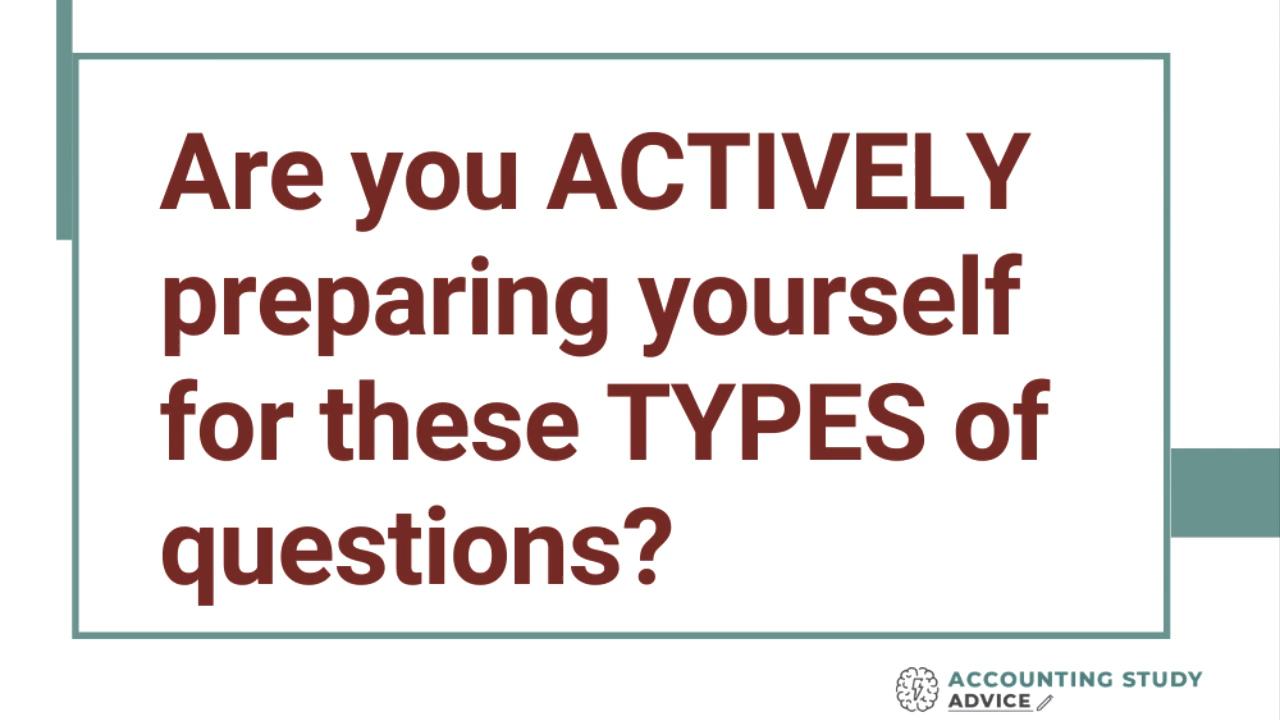 Are you ACTIVELY
preparing yourself
for these TYPES of
questions?
ACCOUNTING STUDY
ADVICE